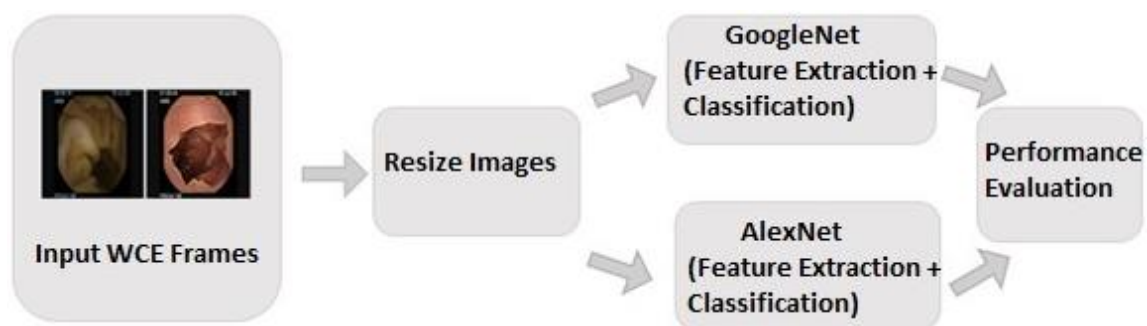 Input WCE Frames
Resize Images
GoogleNet
(Feature Extraction +
Classification)
AlexNet
(Feature Extraction +
Classification)
Performance
Evaluation